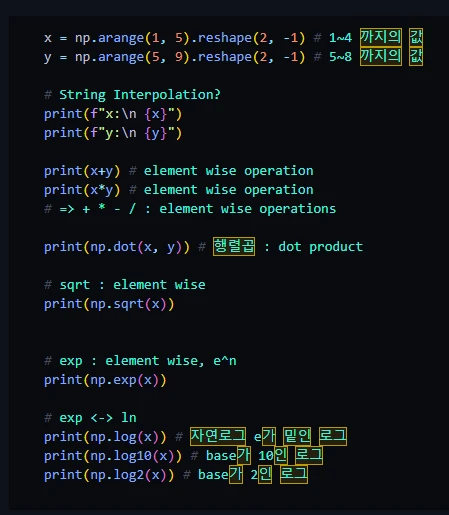 x = np.arange(1, 5).reshape(2, -1) # 1~4 까지의 값
y = np.arange(5, 9).reshape(2, -1) # 5~8 까지의 값
# String Interpolation?
print(f"x:\n {x}")
print(f"y:\n {y}")
print(x+y) # element wise operation
print(x*y) # element wise operation
# => + * - / : element wise operations
print(np.dot(x, y)) # 행렬곱 : dot product
# sqrt : element wise
print(np.sqrt(x))
# exp : element wise, e^n
print(np.exp(x))
# exp <-> ln
print(np.log(x)) # 자연로그 e가 밑인 로그
print(np.log10(x)) # base가 10인 로그
print(np.log2(x)) # base가 2인 로그